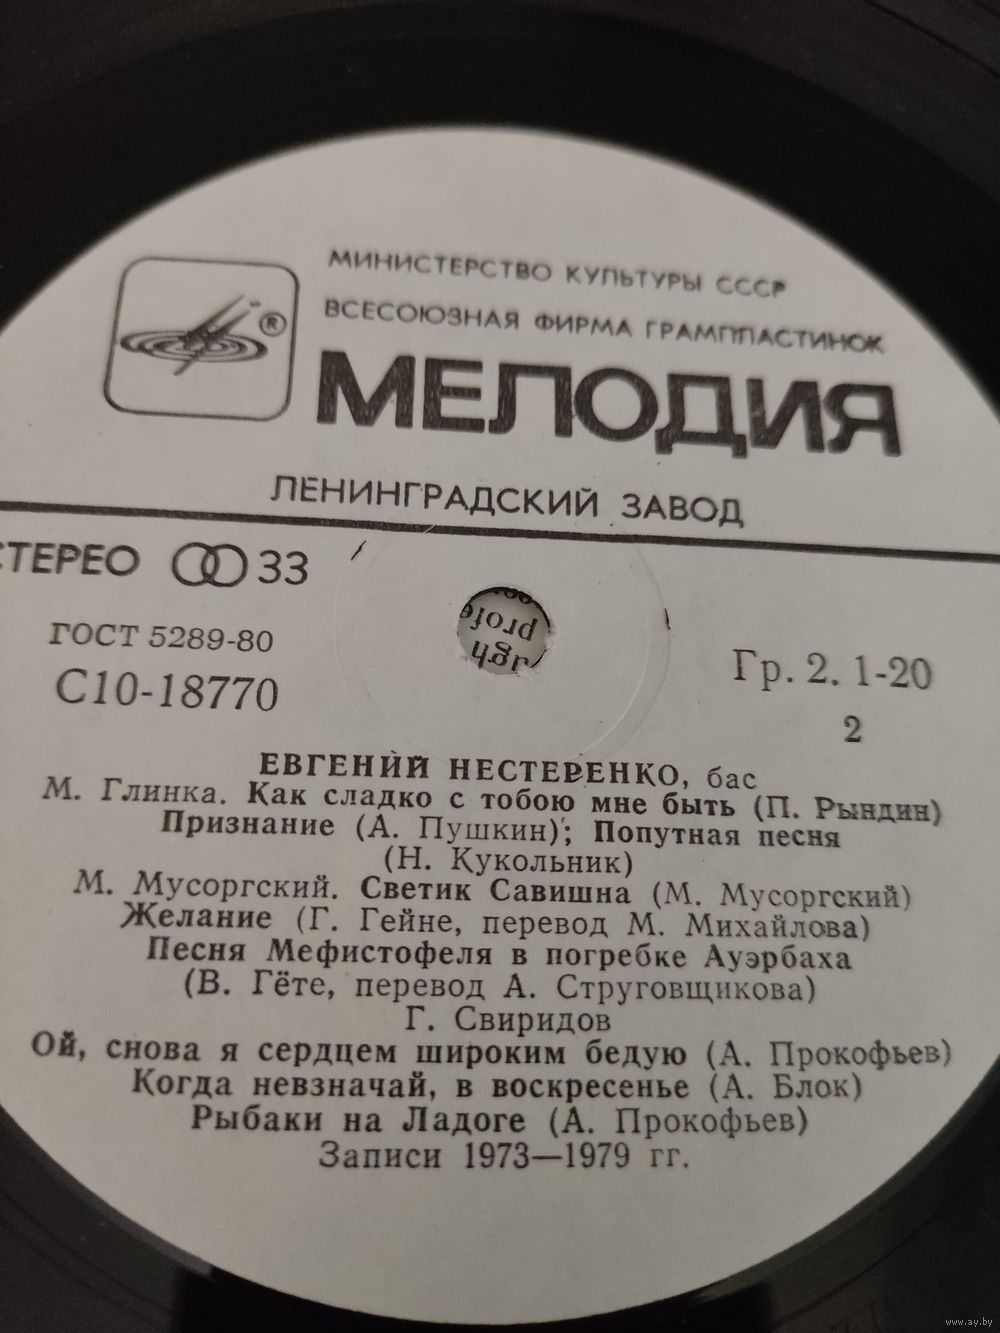 МИНИСТЕРСТВО КУЛЬТУРЫ СССР
ВСЕСОЮЗНАЯ ФИРМА ГРАМПЛАСТИНОК
®
МЕЛОДИЯ
ЛЕНИНГРАДСКИЙ ЗАВОД
СТЕРЕО 33
ГОСТ 5289-80
С10-18770
Гр. 2. 1-20
2
ЕВГЕНИЙ НЕСТЕРЕНКО, бас
М. Глинка. Как сладко с тобою мне быть (П. Рындин)
Признание (А. Пушкин); Попутная песня
(Н. Кукольник)
М. Мусоргский. Светик Савишна (М. Мусоргский)
Желание (Г. Гейне, перевод М. Михайлова)
Песня Мефистофеля в погребке Ауэрбаха
(В. Гёте, перевод А. Струговщикова)
Г. Свиридов
Ой, снова я сердцем широким бедую (А. Прокофьев)
Когда невзначай, в воскресенье (А. Блок)
Рыбаки на Ладоге (А. Прокофьев)
Записи 1973—1979 гг.
www.ay.by